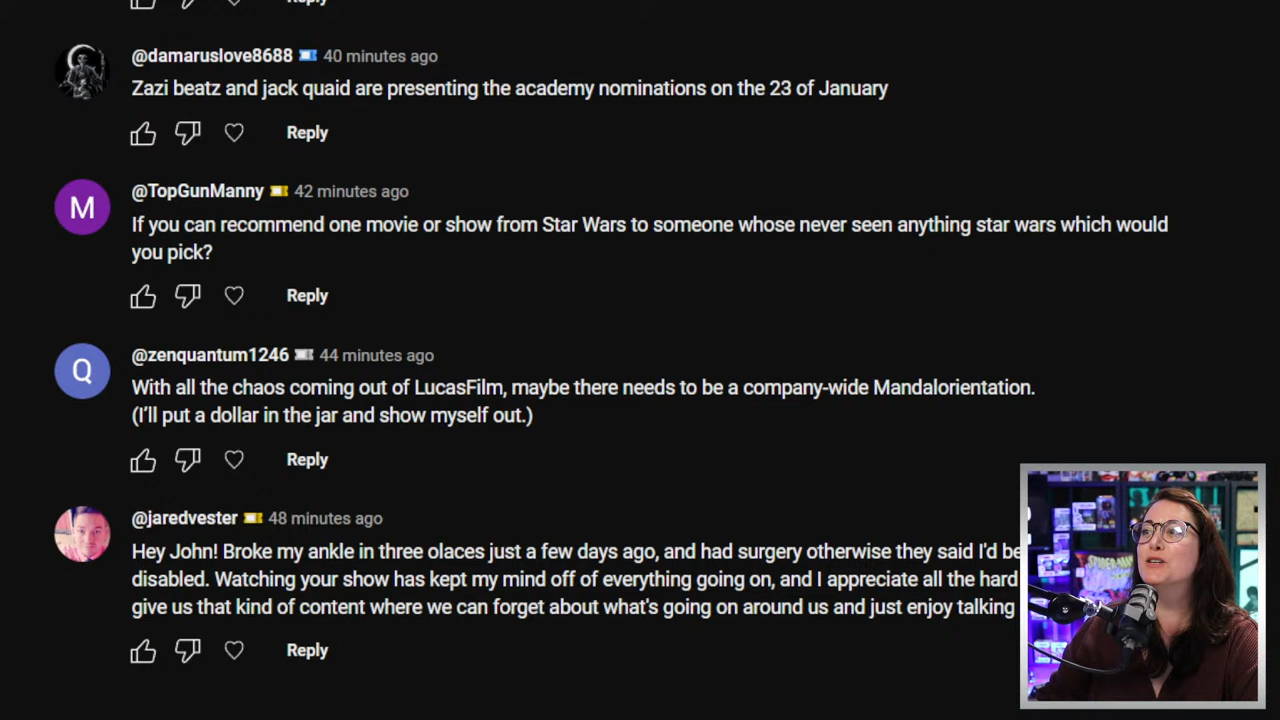 Reply
@damaruslove8688 40 minutes ago
Zazi beatz and jack quaid are presenting the academy nominations on the 23 of January
Reply
M
@TopGunManny 42 minutes ago
If you can recommend one movie or show from Star Wars to someone whose never seen anything star wars which would
you pick?
Reply
Q
@zenquantum1246 44 minutes ago
With all the chaos coming out of LucasFilm, maybe there needs to be a company-wide Mandalorientation.
(I'll put a dollar in the jar and show myself out.)
Reply
@jaredvester 48 minutes ago
Hey John! Broke my ankle in three olaces just a few days ago, and had surgery otherwise they said I'd be
disabled. Watching your show has kept my mind off of everything going on, and I appreciate all the hard
give us that kind of content where we can forget about what's going on around us and just enjoy talking
Reply